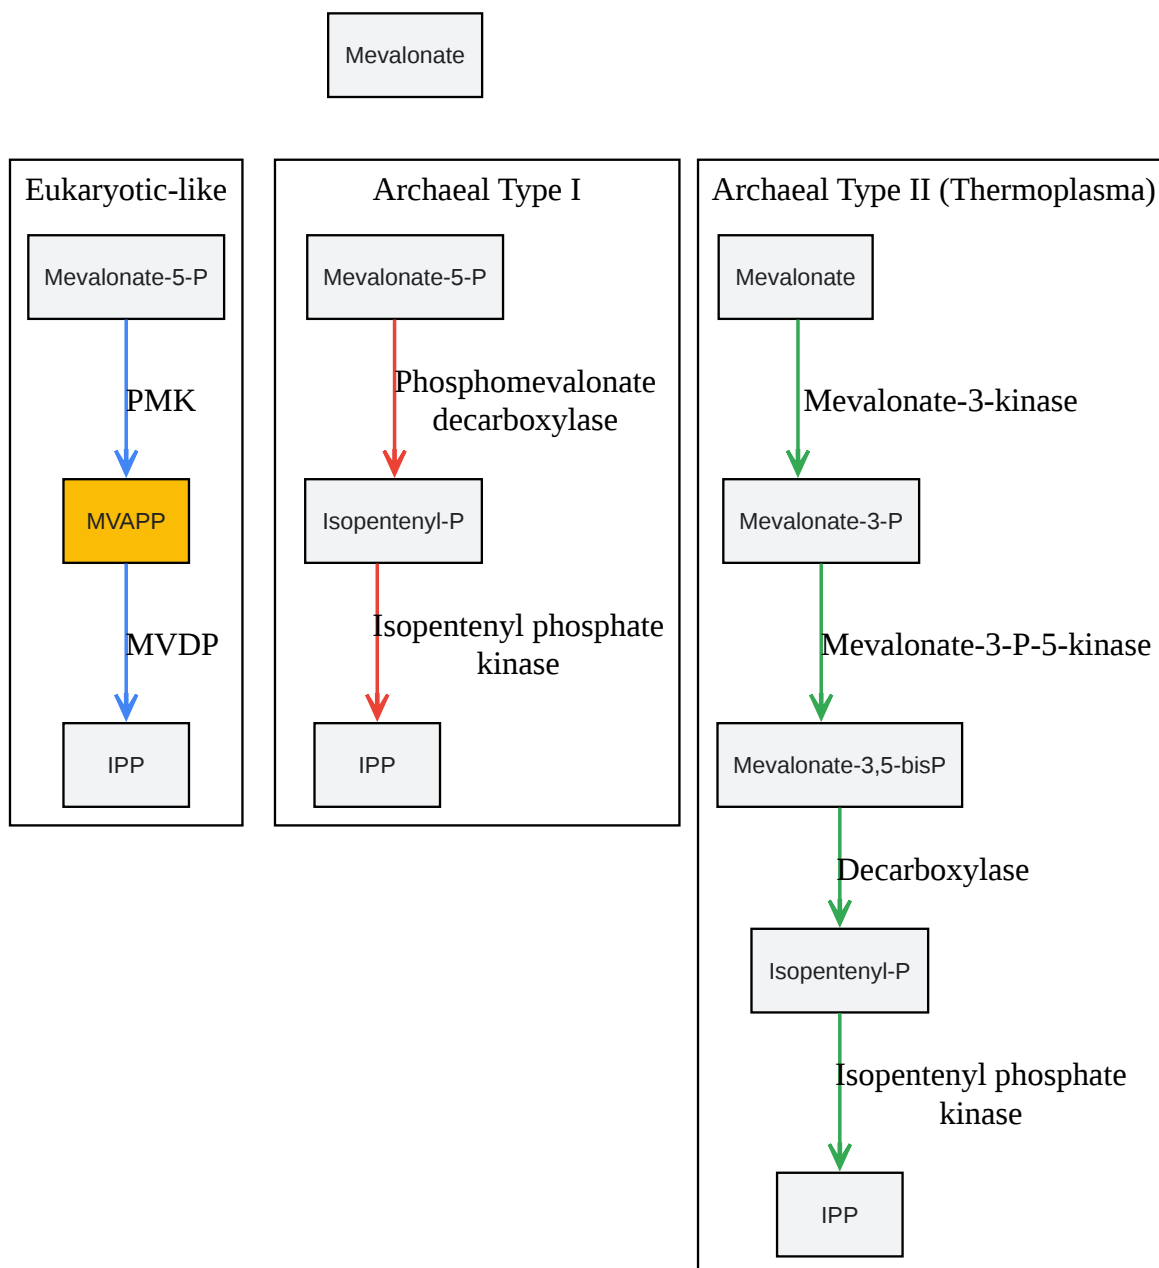 Mevalonate
Eukaryotic-like
Mevalonate-5-P
PMK
MVAPP
MVDP
IPP
Archaeal Type I
Mevalonate-5-P
Phosphomevalonate
decarboxylase
Isopentenyl-P
Isopentenyl phosphate
kinase
IPP
Archaeal Type II (Thermoplasma)
Mevalonate
Mevalonate-3-kinase
Mevalonate-3-P
Mevalonate-3-P-5-kinase
Mevalonate-3,5-bisP
Decarboxylase
Isopentenyl-P
Isopentenyl phosphate
kinase
IPP